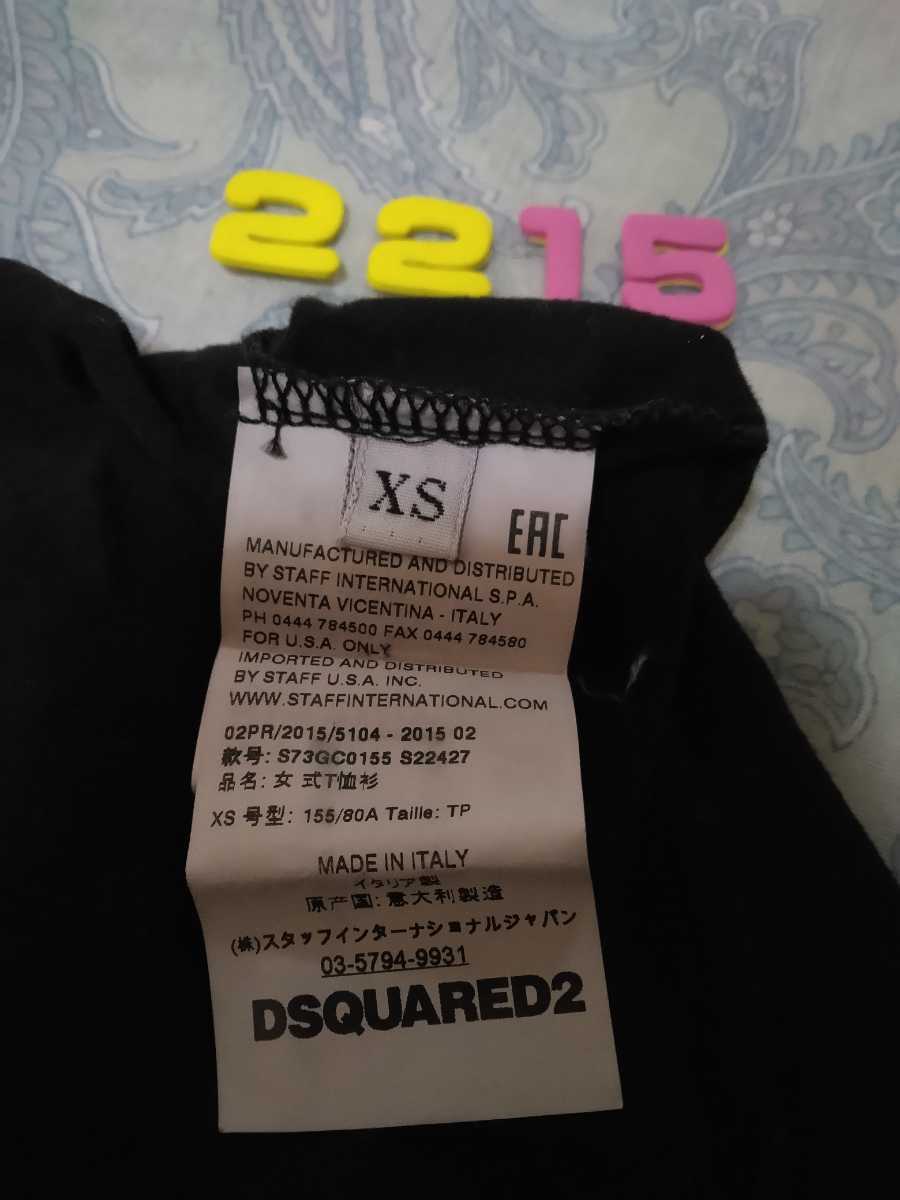 2215
XS
EAC
MANUFACTURED AND DISTRIBUTED
BY STAFF INTERNATIONAL S.P.A.
NOVENTA VICENTINA - ITALY
PH 0444 784500 FAX 0444 784580
FOR U.S.A. ONLY
IMPORTED AND DISTRIBUTED
BY STAFF U.S.A. INC.
WWW.STAFFINTERNATIONAL.COM
02PR/2015/5104 - 2015 02
款号: S73GC0155 S22427
品名: 女 式T恤衫
XS 号型: 155/80A Taille: TP
MADE IN ITALY
イタリア製
原产国: 意大利製造
(株)スタッフインターナショナルジャパン
03-5794-9931
DSQUARED2